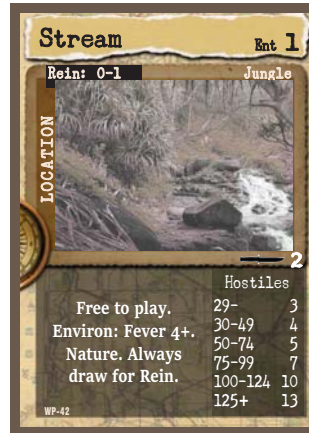 Stream Ent 1
Rein: 0-1 Jungle
LOCATION
2
Hostiles
Free to play.
Environ: Fever 4+.
Nature. Always
draw for Rein.
29- 3
30-49 4
50-74 5
75-99 7
100-124 10
125+ 13
WP-42